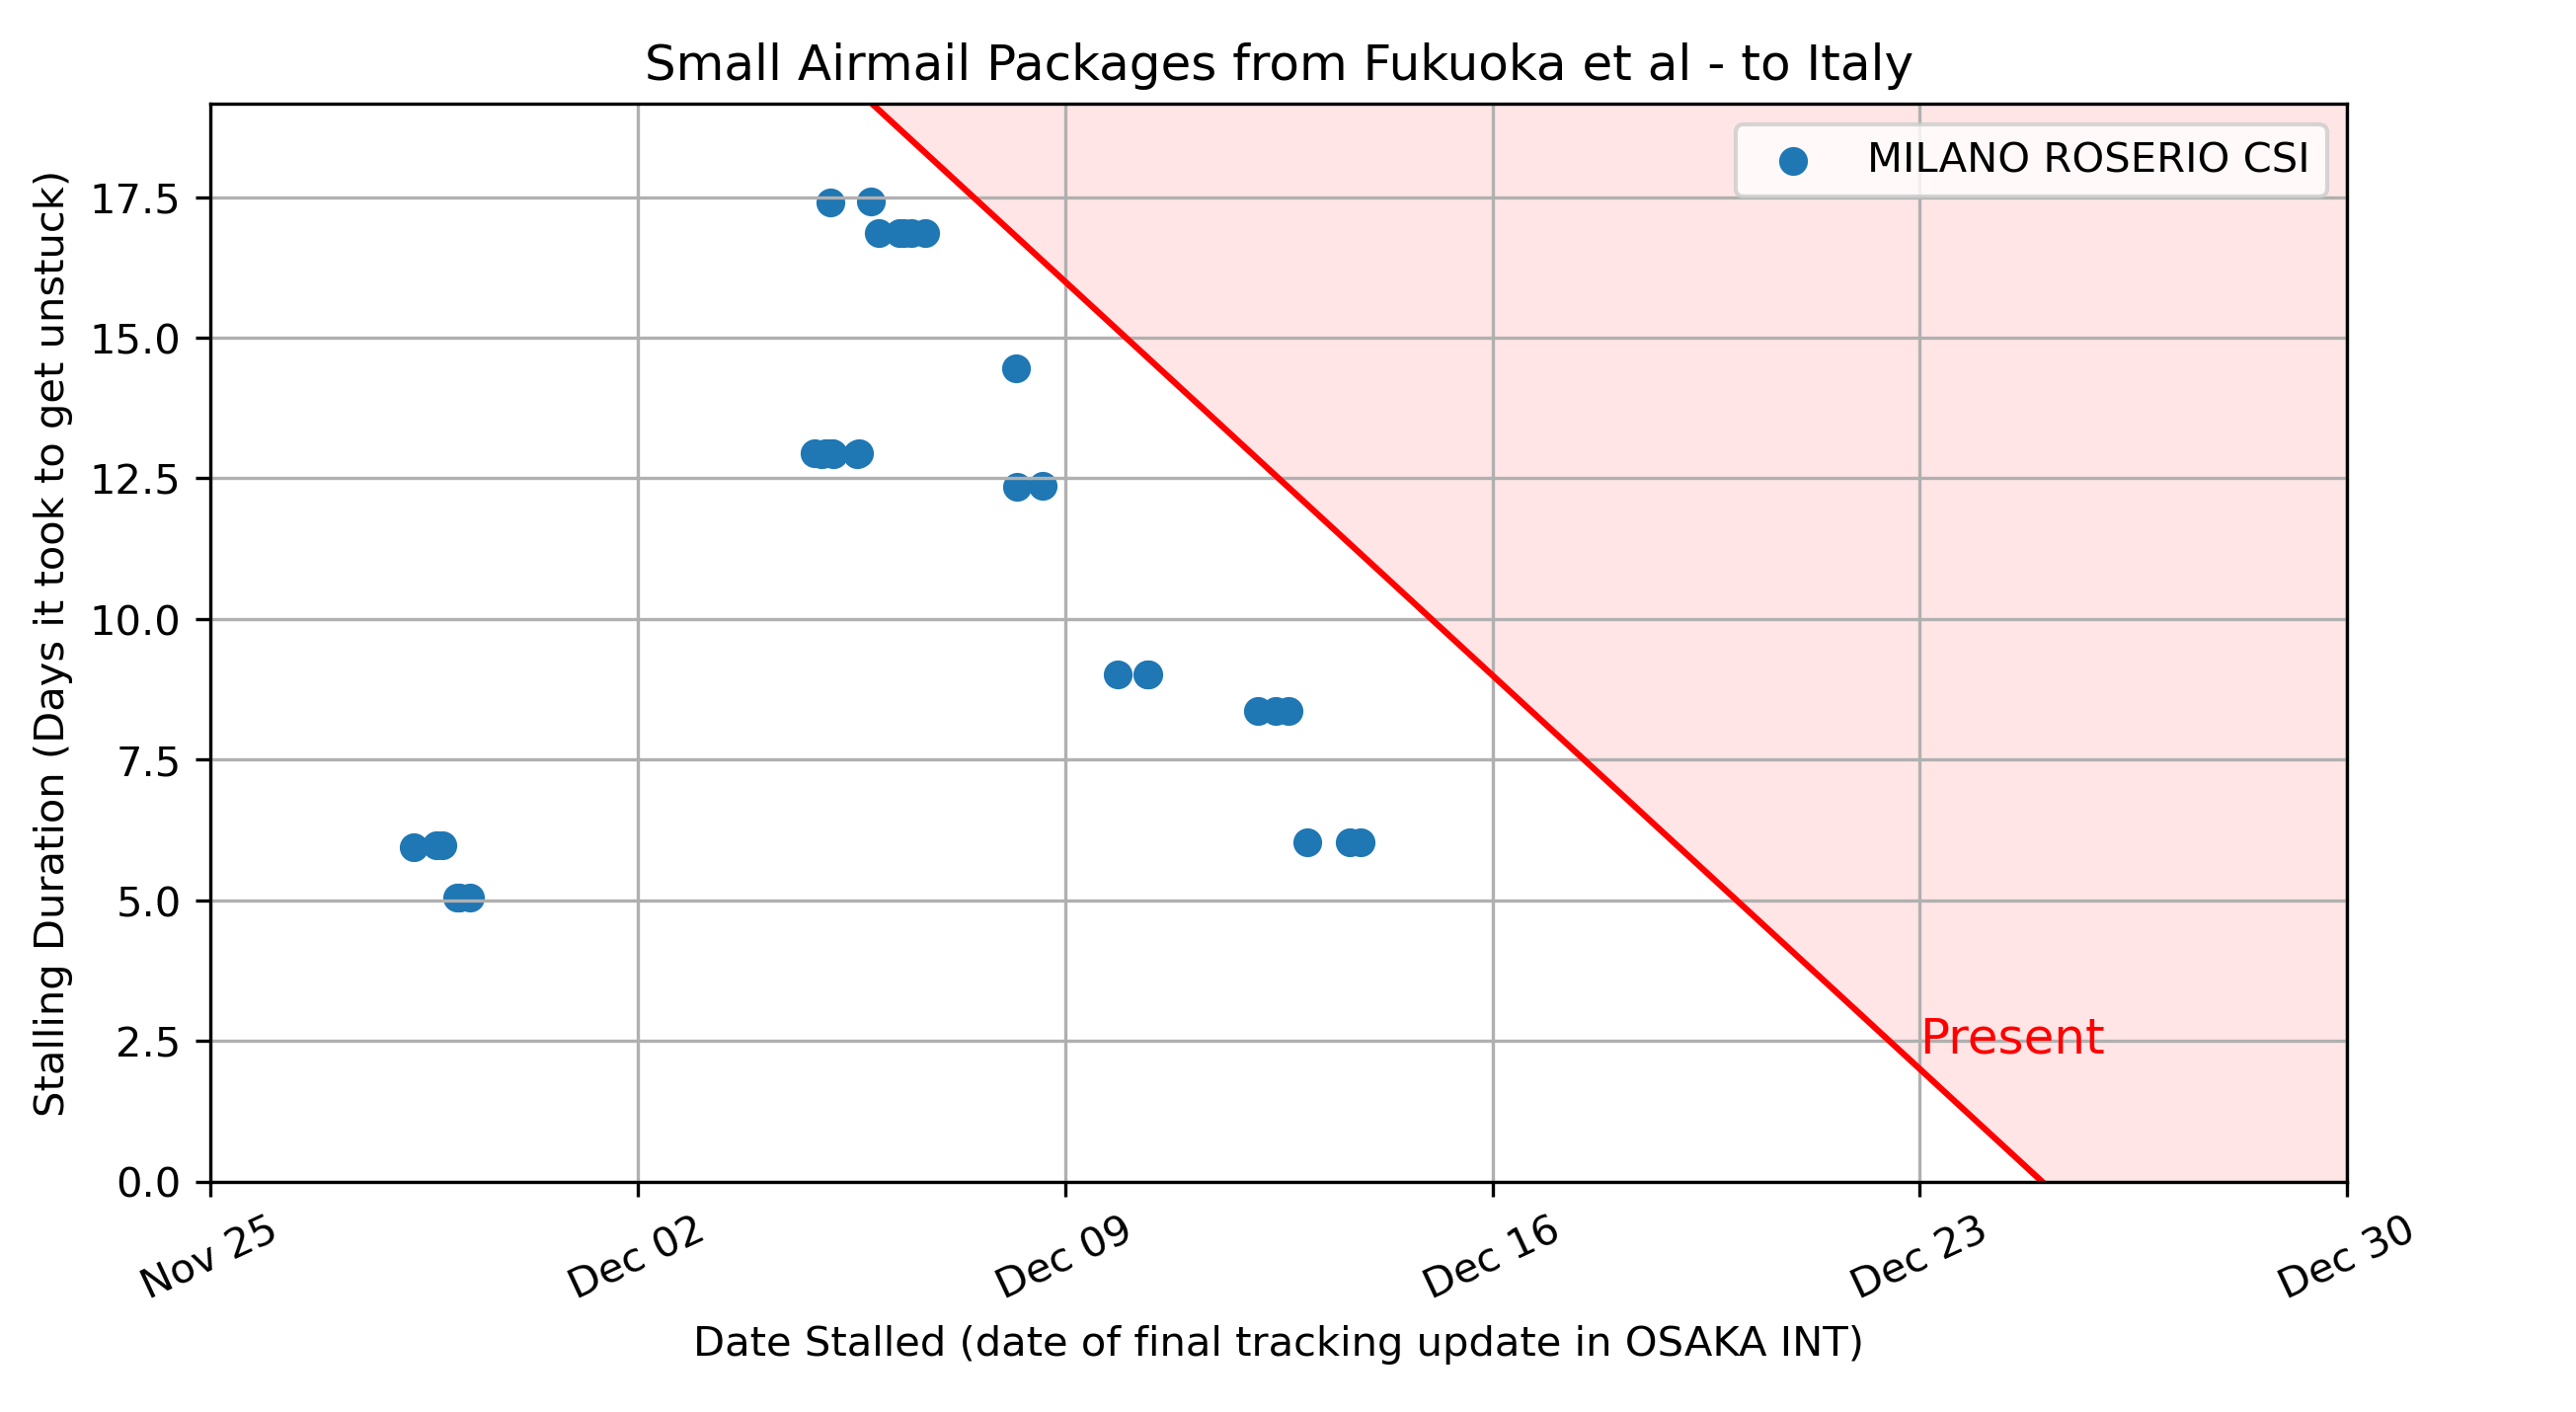 Small Airmail Packages from Fukuoka et al - to Italy
MILANO ROSERIO CSI
Stalling Duration (Days it took to get unstuck)
17.5
15.0
12.5
10.0
7.5
5.0
2.5
0.0
Present
Nov 25
Dec 02
Dec 09
Dec 16
Dec 23
Dec 30
Date Stalled (date of final tracking update in OSAKA INT)